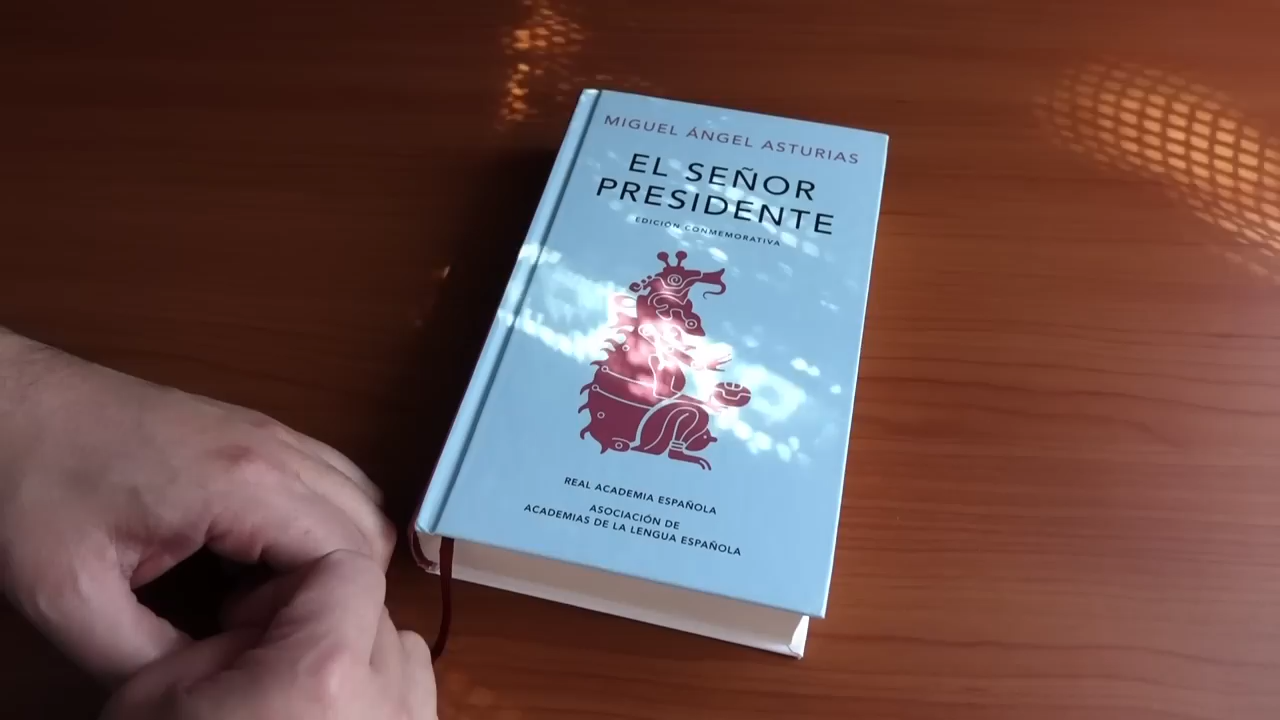 MIGUEL ÁNGEL ASTURIAS
EL SEÑOR
PRESIDENTE
EDICIÓN CONMEMORATIVA
REAL ACADEMIA ESPAÑOLA
ASOCIACIÓN DE
ACADEMIAS DE LA LENGUA ESPAÑOLA